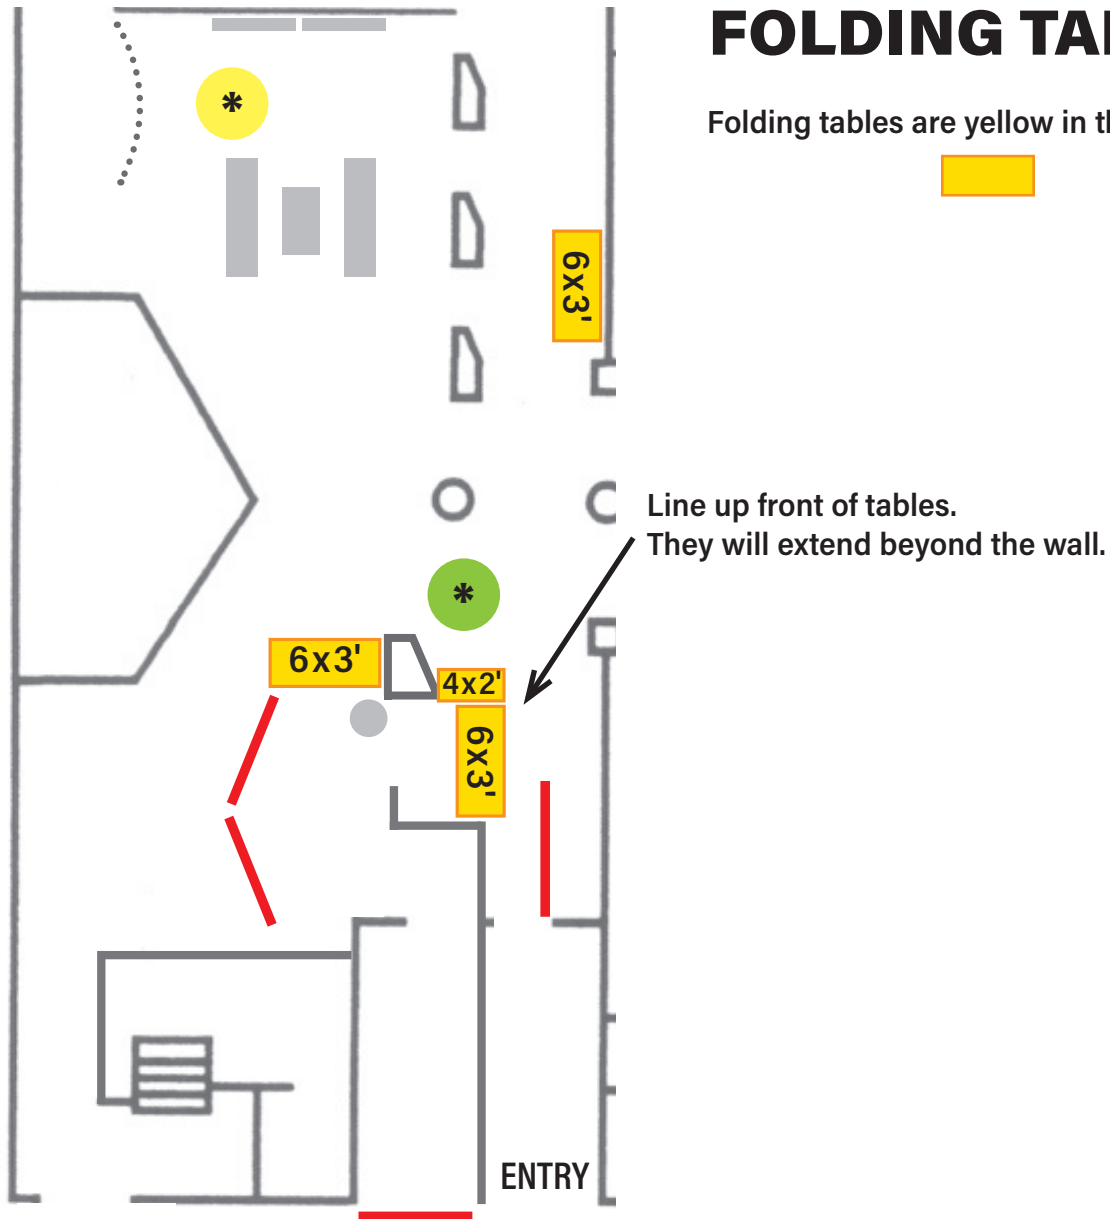 FOLDING
Folding tables are yellow in
*
6x3'
Line up front of tables.
They will extend beyond the wall.
*
6x3'
4x2'
6x3'
ENTRY